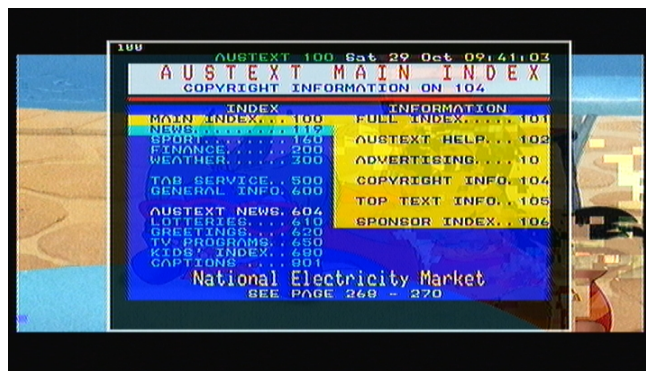 100
AUSTEXT 100 Sat 29 Oct 09:41:03
AUSTEXT MAIN INDEX
COPYRIGHT INFORMATION ON 104
INDEX
MAIN INDEX... 100
NEWS......... 119
SPORT........ 160
FINANCE...... 200
WEATHER...... 300
TAB SERVICE.. 500
GENERAL INFO. 600
AUSTEXT NEWS. 604
LOTTERIES.... 610
GREETINGS.... 620
TV PROGRAMS.. 650
KIDS' INDEX.. 680
CAPTIONS .... 801
INFORMATION
FULL INDEX..... 101
AUSTEXT HELP... 102
ADVERTISING.... 10
COPYRIGHT INFO. 104
TOP TEXT INFO.. 105
SPONSOR INDEX.. 106
National Electricity Market
SEE PAGE 268 - 270